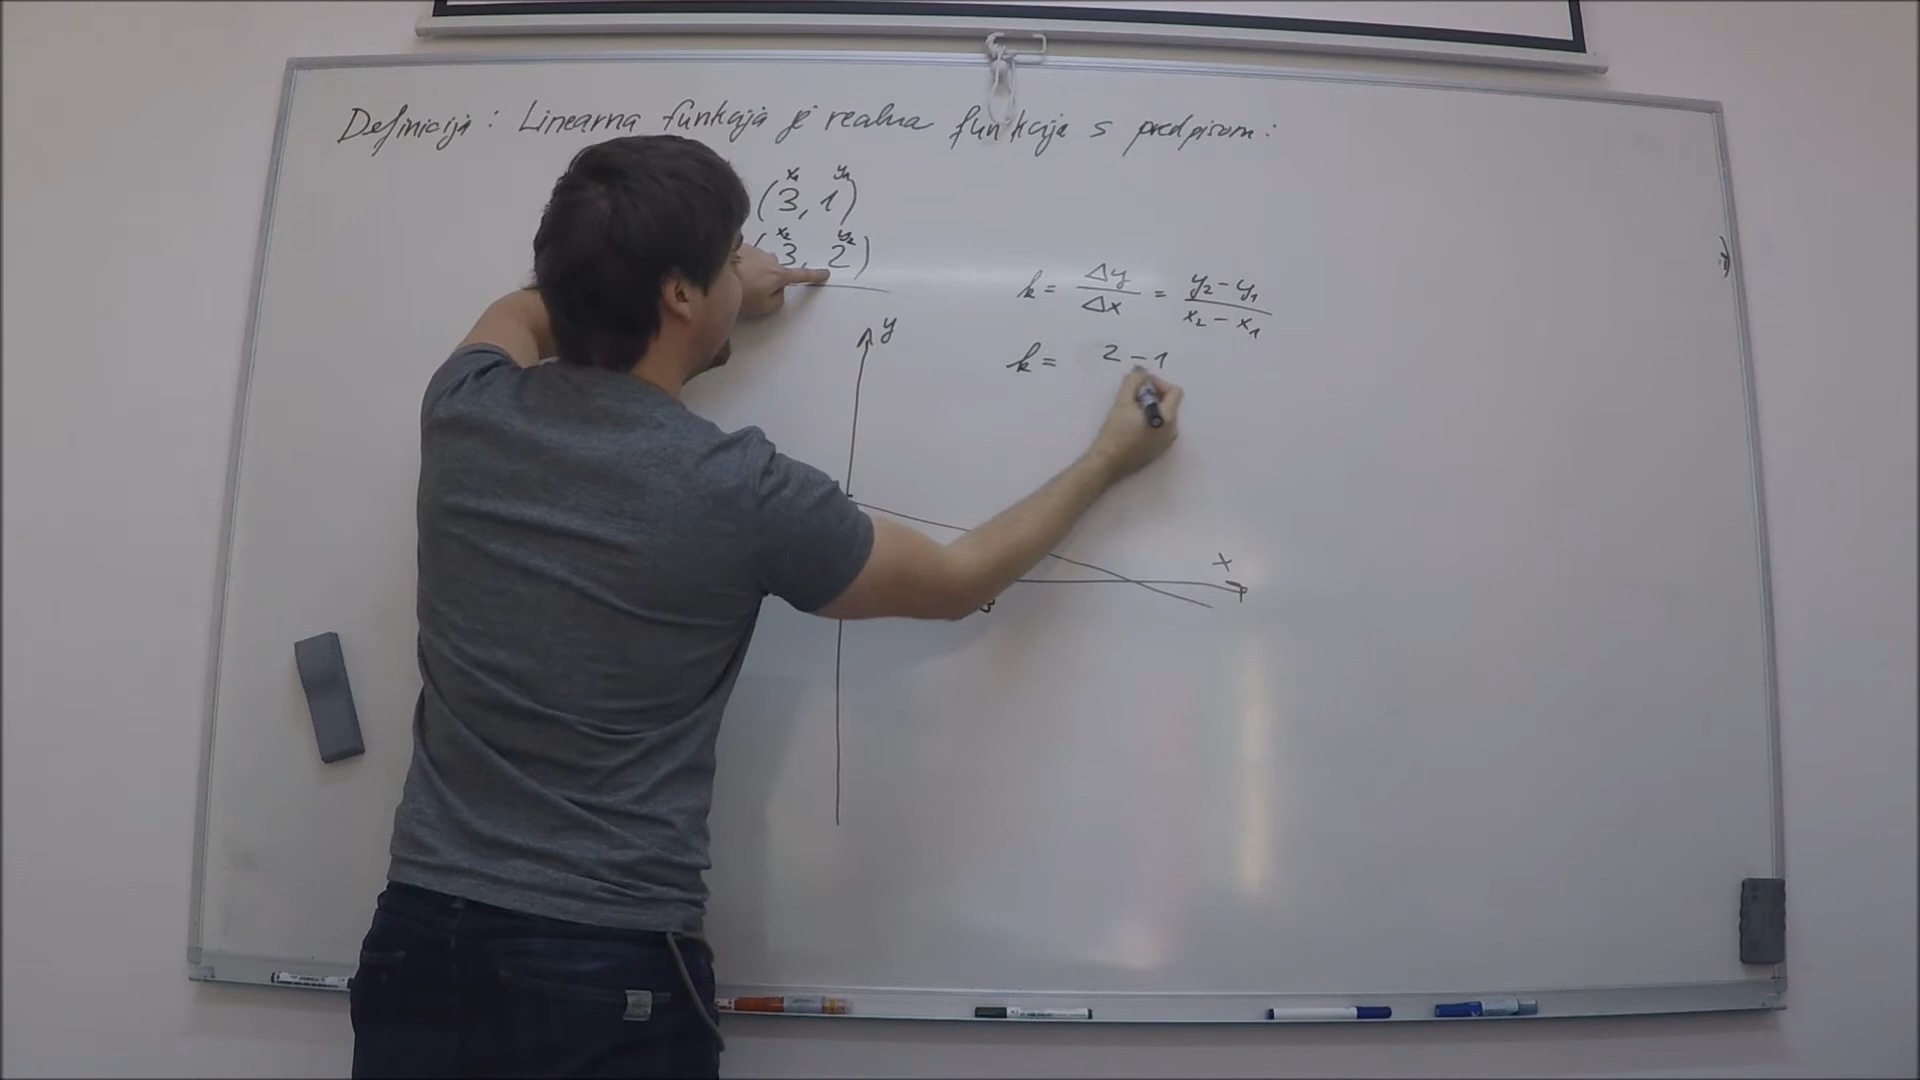 Definicija: Linearna funkcija je realna funkcija s predpisom:
x₁ y₁
(3, 1)
x₂ y₂
(3, 2)
k = Δy/Δx = (y₂ - y₁)/(x₂ - x₁)
k = 2 - 1
y
x